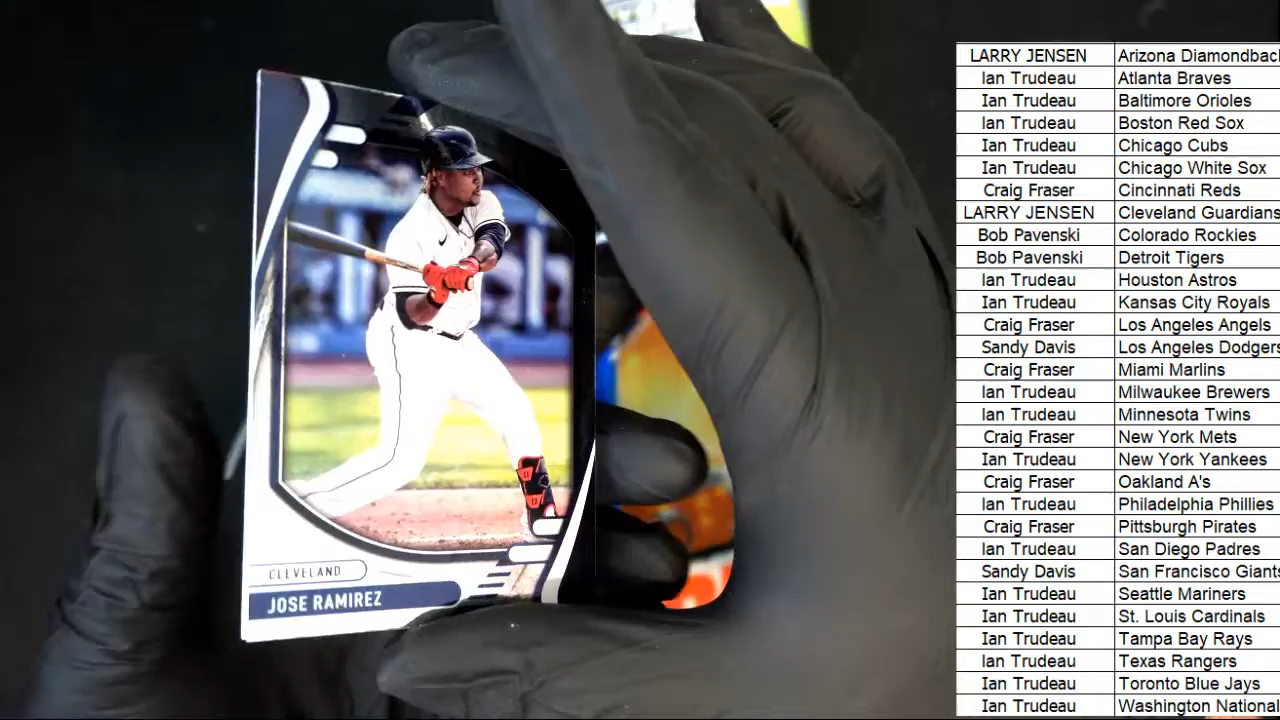 CLEVELAND
JOSE RAMIREZ
LARRY JENSEN Arizona Diamondbac
Ian Trudeau Atlanta Braves
Ian Trudeau Baltimore Orioles
Ian Trudeau Boston Red Sox
Ian Trudeau Chicago Cubs
Ian Trudeau Chicago White Sox
Craig Fraser Cincinnati Reds
LARRY JENSEN Cleveland Guardians
Bob Pavenski Colorado Rockies
Bob Pavenski Detroit Tigers
Ian Trudeau Houston Astros
Ian Trudeau Kansas City Royals
Craig Fraser Los Angeles Angels
Sandy Davis Los Angeles Dodgers
Craig Fraser Miami Marlins
Ian Trudeau Milwaukee Brewers
Ian Trudeau Minnesota Twins
Craig Fraser New York Mets
Ian Trudeau New York Yankees
Craig Fraser Oakland A's
Ian Trudeau Philadelphia Phillies
Craig Fraser Pittsburgh Pirates
Ian Trudeau San Diego Padres
Sandy Davis San Francisco Giants
Ian Trudeau Seattle Mariners
Ian Trudeau St. Louis Cardinals
Ian Trudeau Tampa Bay Rays
Ian Trudeau Texas Rangers
Ian Trudeau Toronto Blue Jays
Ian Trudeau Washington National